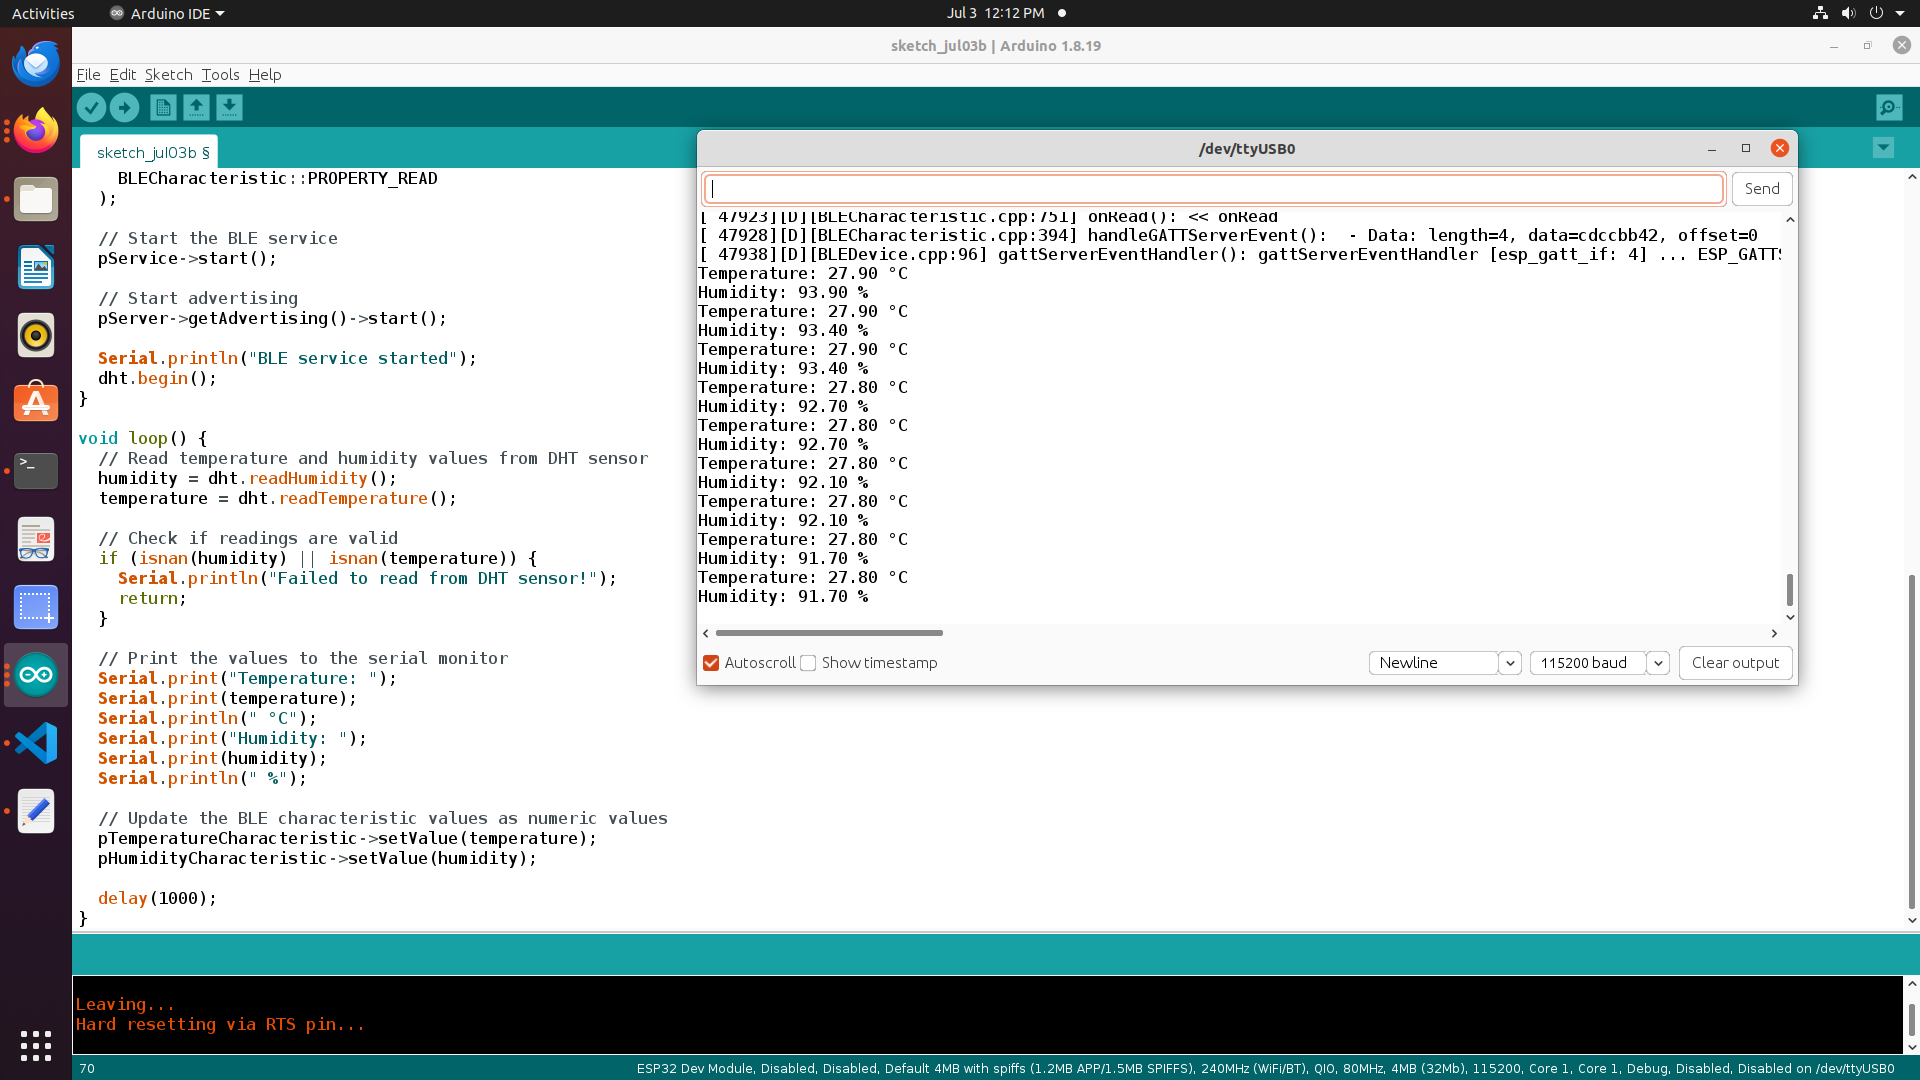 Activities
Arduino IDE
Jul 3 12:12 PM
sketch_jul03b | Arduino 1.8.19
File Edit Sketch Tools Help
sketch_jul03b §
BLECharacteristic::PROPERTY_READ
);
// Start the BLE service
pService->start();
// Start advertising
pServer->getAdvertising()->start();
Serial.println("BLE service started");
dht.begin();
}
void loop() {
// Read temperature and humidity values from DHT sensor
humidity = dht.readHumidity();
temperature = dht.readTemperature();
// Check if readings are valid
if (isnan(humidity) || isnan(temperature)) {
Serial.println("Failed to read from DHT sensor!");
return;
}
// Print the values to the serial monitor
Serial.print("Temperature: ");
Serial.print(temperature);
Serial.println(" °C");
Serial.print("Humidity: ");
Serial.print(humidity);
Serial.println(" %");
// Update the BLE characteristic values as numeric values
pTemperatureCharacteristic->setValue(temperature);
pHumidityCharacteristic->setValue(humidity);
delay(1000);
}
/dev/ttyUSB0
Send
[ 47923][D][BLECharacteristic.cpp:751] onRead(): << onRead
[ 47928][D][BLECharacteristic.cpp:394] handleGATTServerEvent():  - Data: length=4, data=cdccbb42, offset=0
[ 47938][D][BLEDevice.cpp:96] gattServerEventHandler(): gattServerEventHandler [esp_gatt_if: 4] ... ESP_GATTS
Temperature: 27.90 °C
Humidity: 93.90 %
Temperature: 27.90 °C
Humidity: 93.40 %
Temperature: 27.90 °C
Humidity: 93.40 %
Temperature: 27.80 °C
Humidity: 92.70 %
Temperature: 27.80 °C
Humidity: 92.70 %
Temperature: 27.80 °C
Humidity: 92.10 %
Temperature: 27.80 °C
Humidity: 92.10 %
Temperature: 27.80 °C
Humidity: 91.70 %
Temperature: 27.80 °C
Humidity: 91.70 %
Autoscroll Show timestamp
Newline
115200 baud
Clear output
Leaving...
Hard resetting via RTS pin...
70
ESP32 Dev Module, Disabled, Disabled, Default 4MB with spiffs (1.2MB APP/1.5MB SPIFFS), 240MHz (WiFi/BT), QIO, 80MHz, 4MB (32Mb), 115200, Core 1, Core 1, Debug, Disabled, Disabled on /dev/ttyUSB0